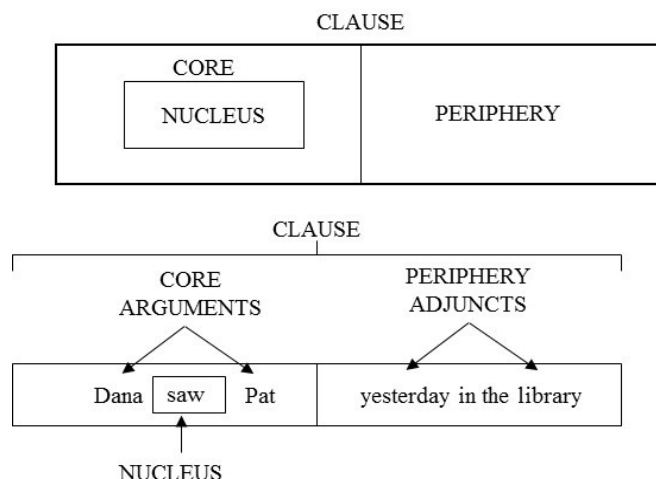 CLAUSE
CORE
NUCLEUS
PERIPHERY
CLAUSE
CORE
ARGUMENTS
PERIPHERY
ADJUNCTS
Dana saw Pat
yesterday in the library
NUCLEUS